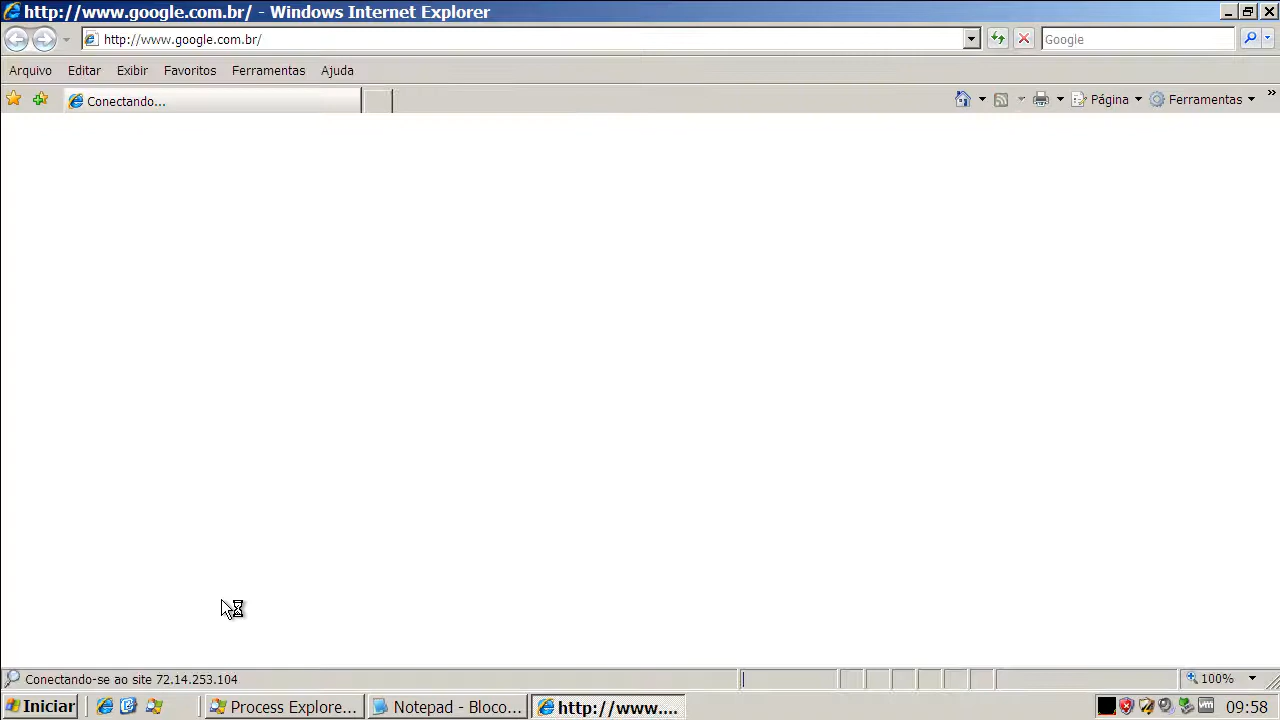 http://www.google.com.br/ - Windows Internet Explorer
http://www.google.com.br/
Google
Arquivo Editar Exibir Favoritos Ferramentas Ajuda
Conectando...
Página Ferramentas »
Conectando-se ao site 72.14.253.104
100%
Iniciar
Process Explore...
Notepad - Bloco...
http://www....
vm
09:58